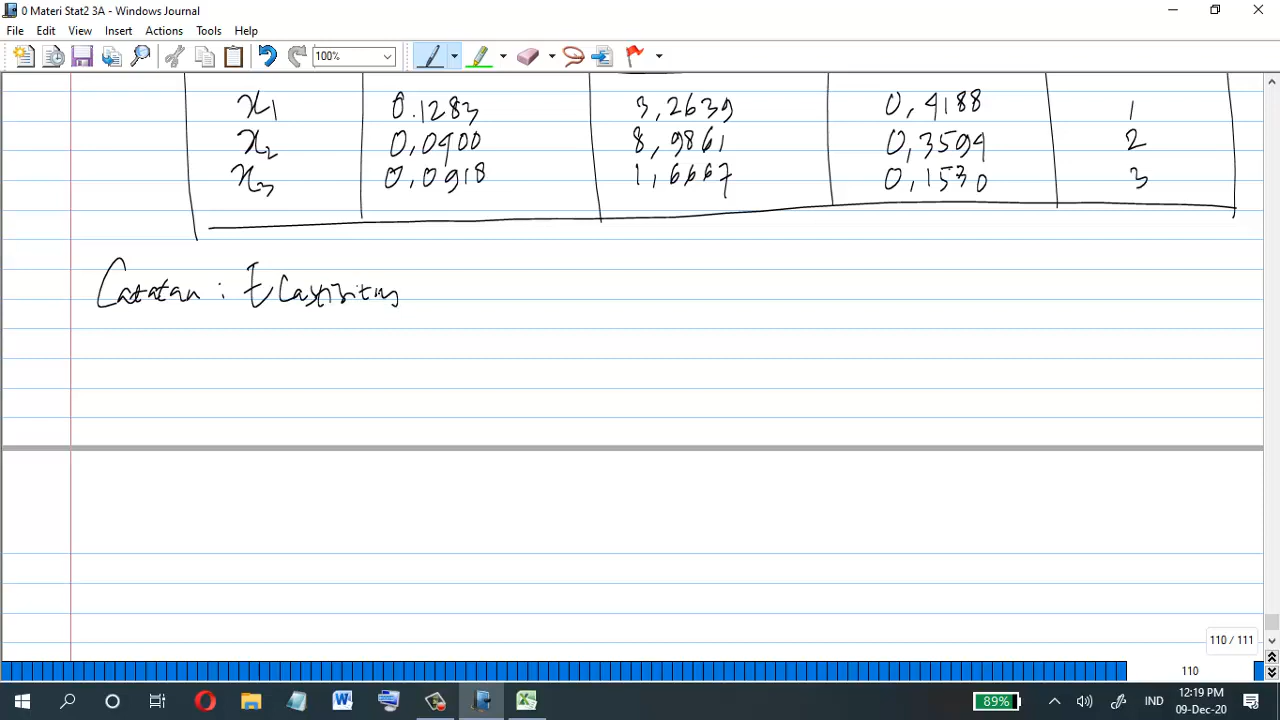 0 Materi Stat2 3A - Windows Journal
File Edit View Insert Actions Tools Help
100%
x1 0.1283 3,2639 0,4188 1
x2 0,0400 8,9861 0,3594 2
x3 0,0918 1,6667 0,1530 3
Catatan : Elastisitas
110 / 111
110
89% IND 12:19 PM
09-Dec-20